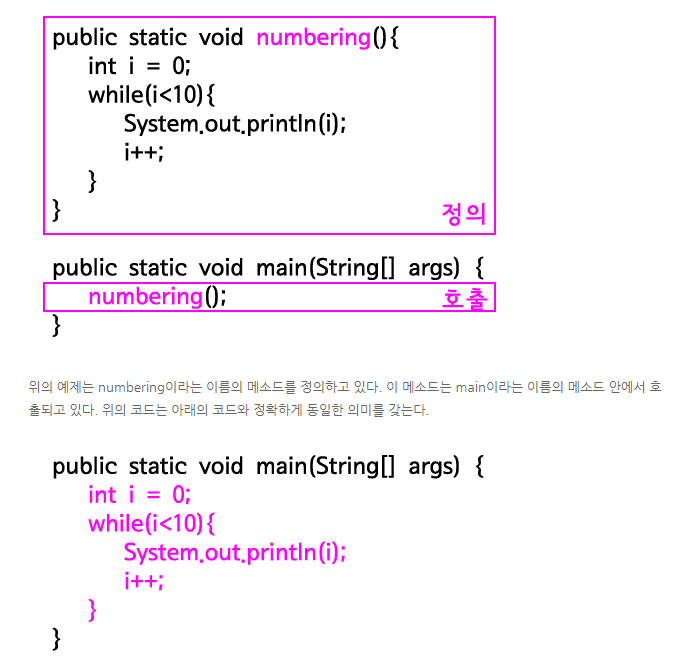 public static void numbering(){
int i = 0;
while(i<10){
System.out.println(i);
i++;
}
}
정의
public static void main(String[] args) {
numbering(); 호출
}
위의 예제는 numbering이라는 이름의 메소드를 정의하고 있다. 이 메소드는 main이라는 이름의 메소드 안에서 호
출되고 있다. 위의 코드는 아래의 코드와 정확하게 동일한 의미를 갖는다.
public static void main(String[] args) {
int i = 0;
while(i<10){
System.out.println(i);
i++;
}
}